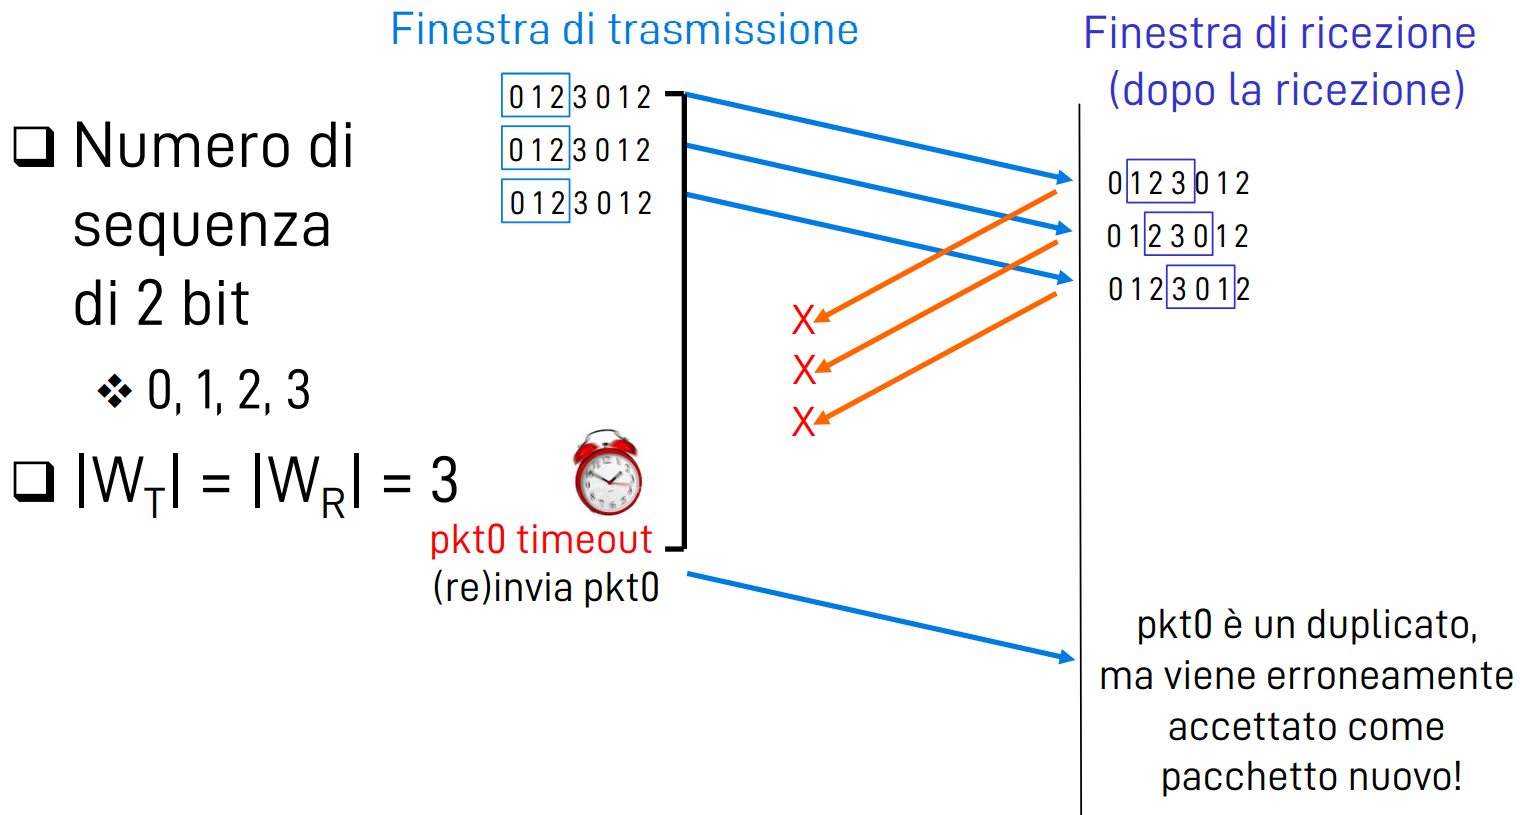 Finestra di trasmissione
0 1 2 3 0 1 2
0 1 2 3 0 1 2
0 1 2 3 0 1 2
Finestra di ricezione
(dopo la ricezione)
0 1 2 3 0 1 2
0 1 2 3 0 1 2
0 1 2 3 0 1 2
❑ Numero di
sequenza
di 2 bit
❖ 0, 1, 2, 3
❑ |W_T| = |W_R| = 3
X
X
X
pkt0 timeout
(re)invia pkt0
pkt0 è un duplicato,
ma viene erroneamente
accettato come
pacchetto nuovo!